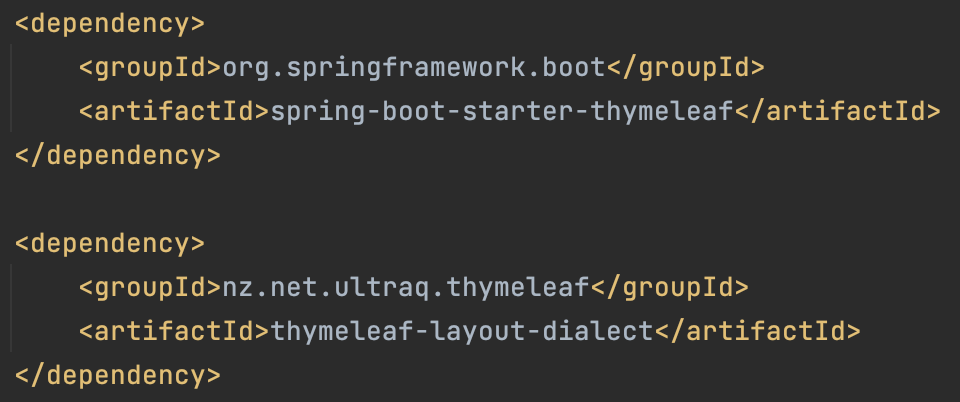 <dependency>
    <groupId>org.springframework.boot</groupId>
    <artifactId>spring-boot-starter-thymeleaf</artifactId>
</dependency>

<dependency>
    <groupId>nz.net.ultraq.thymeleaf</groupId>
    <artifactId>thymeleaf-layout-dialect</artifactId>
</dependency>